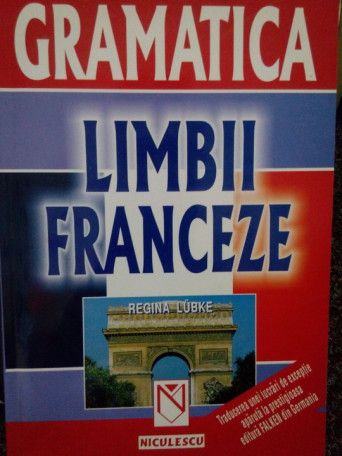 GRAMATICA
LIMBII
FRANCEZE
REGINA LÜBKE
Traducerea unei lucrări de excepție
apărută la prestigioasa
editură FALKEN din Germania
NICULESCU